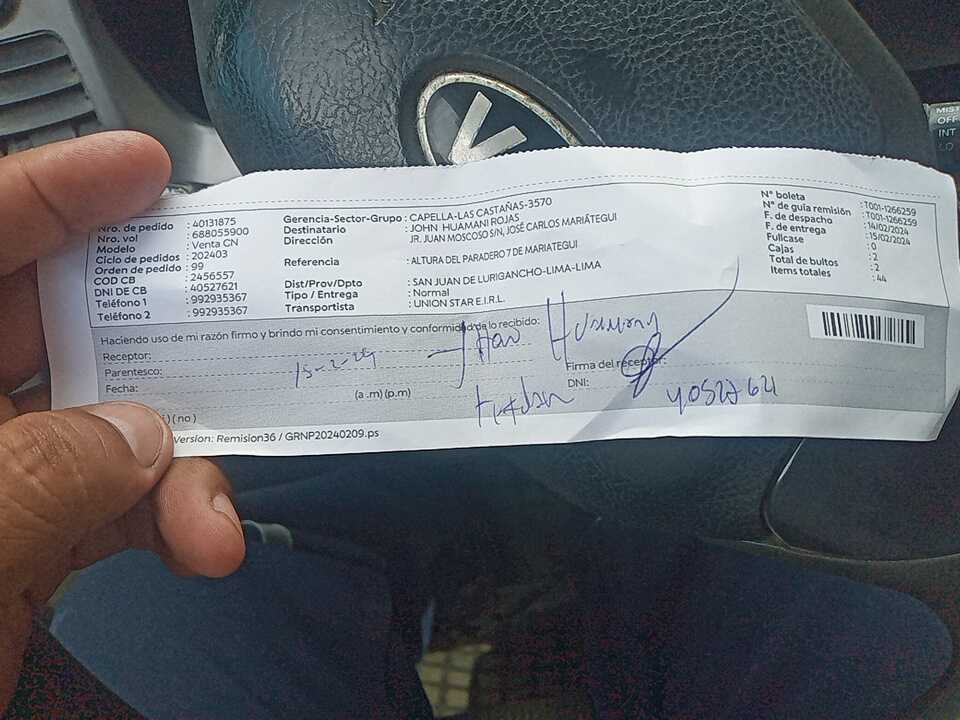 Nro. de pedido : 40131875
Nro. vol : 688055900
Modelo : Venta CN
Ciclo de pedidos : 202403
Orden de pedido : 99
COD CB : 2456557
DNI DE CB : 40527621
Teléfono 1 : 992935367
Teléfono 2 : 992935367
Gerencia-Sector-Grupo : CAPELLA-LAS CASTAÑAS-3570
Destinatario : JOHN HUAMANI ROJAS
Dirección : JR. JUAN MOSCOSO S/N, JOSÉ CARLOS MARIÁTEGUI
Referencia : ALTURA DEL PARADERO 7 DE MARIATEGUI
Dist/Prov/Dpto : SAN JUAN DE LURIGANCHO-LIMA-LIMA
Tipo / Entrega : Normal
Transportista : UNION STAR E.I.R.L.
N° boleta
N° de guía remisión : T001-1266259
F. de despacho : T001-1266259
F. de entrega : 14/02/2024
Fullcase : 15/02/2024
Cajas : 0
Total de bultos : 2
Items totales : 2
: 44
Haciendo uso de mi razón firmo y brindo mi consentimiento y conformidad de lo recibido:
Receptor:
Parentesco:
Fecha: 15-2-24
(a .m) (p.m)
Firma del receptor:
DNI: 40527621
) ( no )
Version: Remision36 / GRNP20240209.ps
MIST
OFF
INT
LO